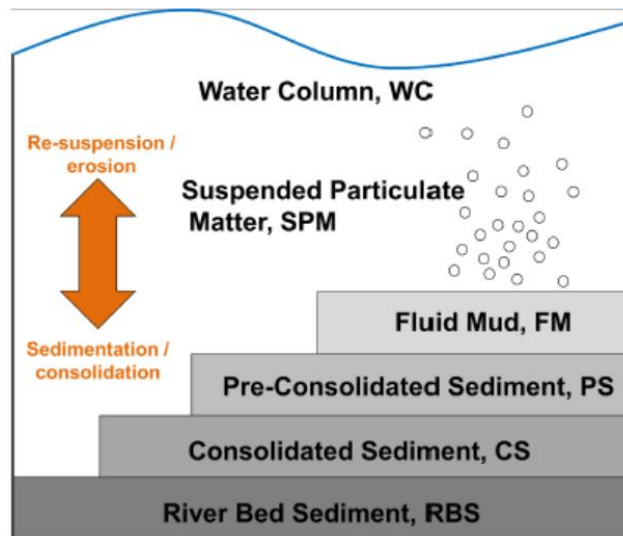 Water Column, WC
Re-suspension /
erosion
Suspended Particulate
Matter, SPM
Fluid Mud, FM
Sedimentation /
consolidation
Pre-Consolidated Sediment, PS
Consolidated Sediment, CS
River Bed Sediment, RBS